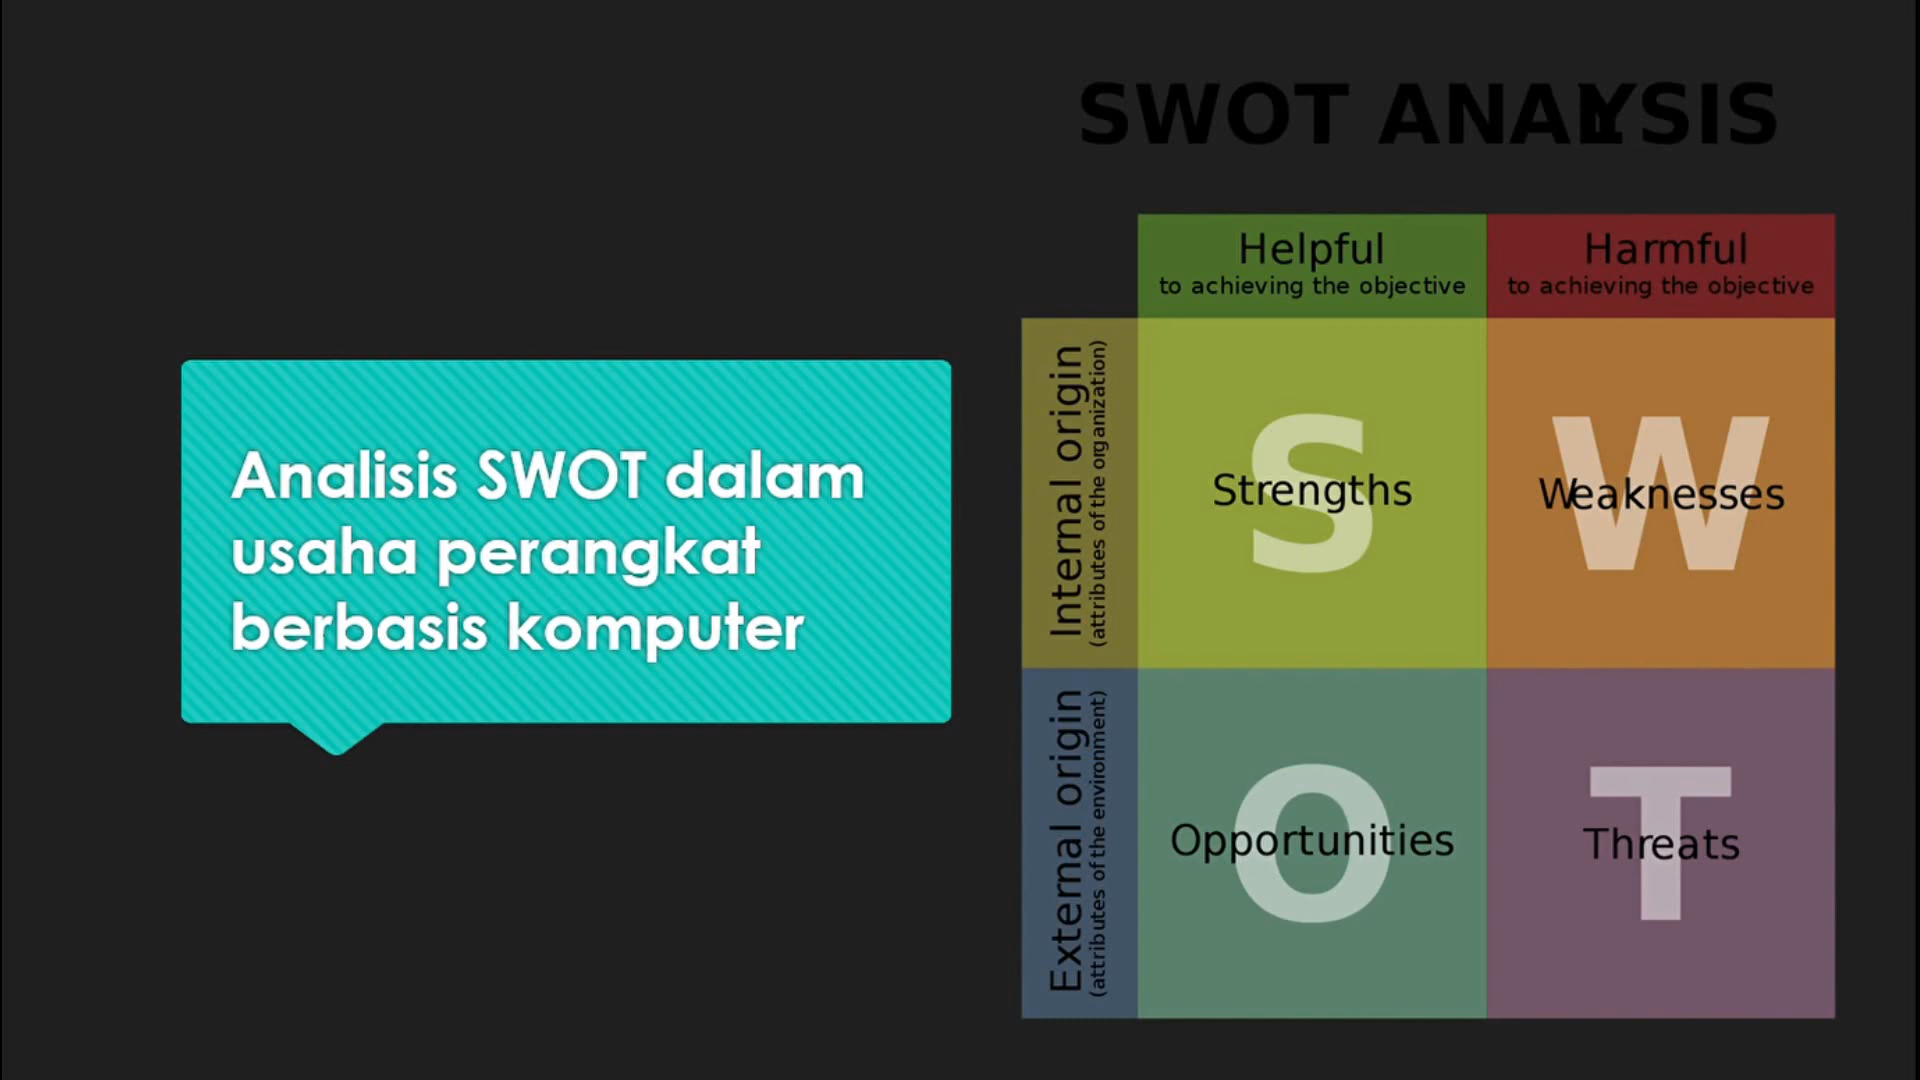 Analisis SWOT dalam
usaha perangkat
berbasis komputer
SWOT ANALYSIS
Helpful
to achieving the objective
Harmful
to achieving the objective
Internal origin
(attributes of the organization)
S
Strengths
W
Weaknesses
External origin
(attributes of the environment)
O
Opportunities
T
Threats